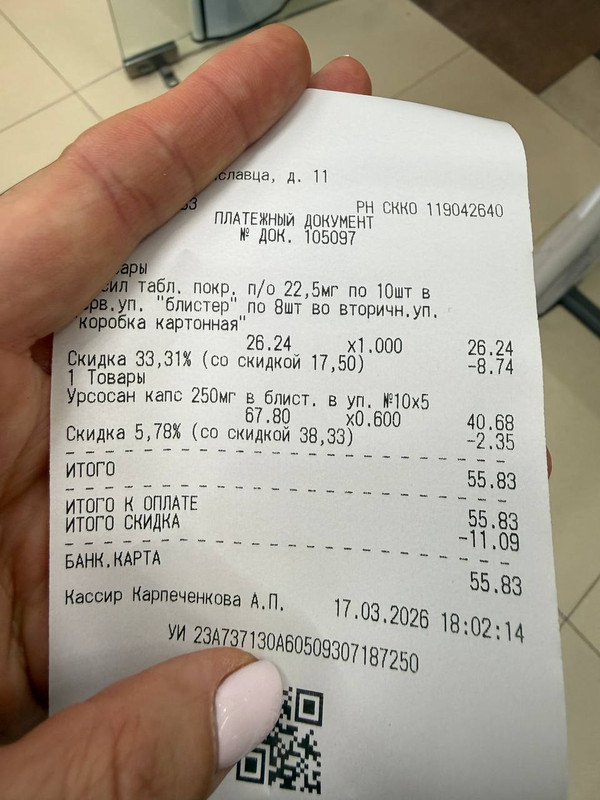 д. 11
РН СККО 119042640
ПЛАТЕЖНЫЙ ДОКУМЕНТ
№ ДОК. 105097
табл. покр. п/о 22,5мг по 10шт в
"блистер" по 8шт во вторичн.уп.
"коробка картонная"
26.24 x1.000 26.24
Скидка 33,31% (со скидкой 17,50) -8.74
1 Товары
Урсосан капс 250мг в блист. в уп. №10x5
67.80 x0.600 40.68
Скидка 5,78% (со скидкой 38,33) -2.35
ИТОГО 55.83
ИТОГО К ОПЛАТЕ 55.83
ИТОГО СКИДКА -11.09
БАНК.КАРТА 55.83
Кассир Карпеченкова А.П. 17.03.2026 18:02:14
УИ 23A737130A60509307187250